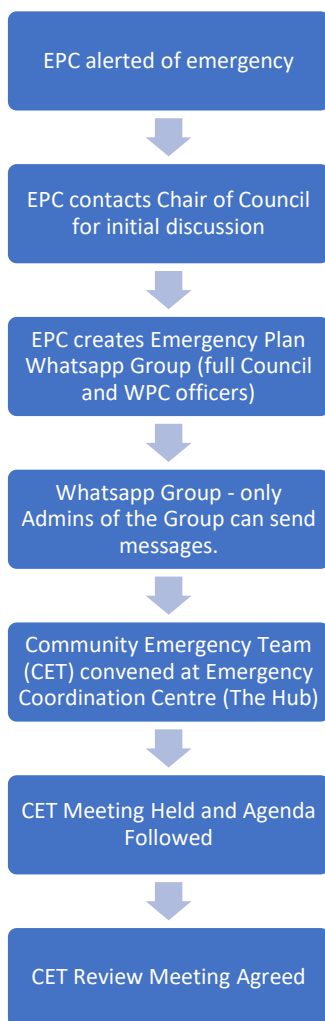 EPC alerted of emergency
EPC contacts Chair of Council
for initial discussion
EPC creates Emergency Plan
Whatsapp Group (full Council
and WPC officers)
Whatsapp Group - only
Admins of the Group can send
messages.
Community Emergency Team
(CET) convened at Emergency
Coordination Centre (The Hub)
CET Meeting Held and Agenda
Followed
CET Review Meeting Agreed